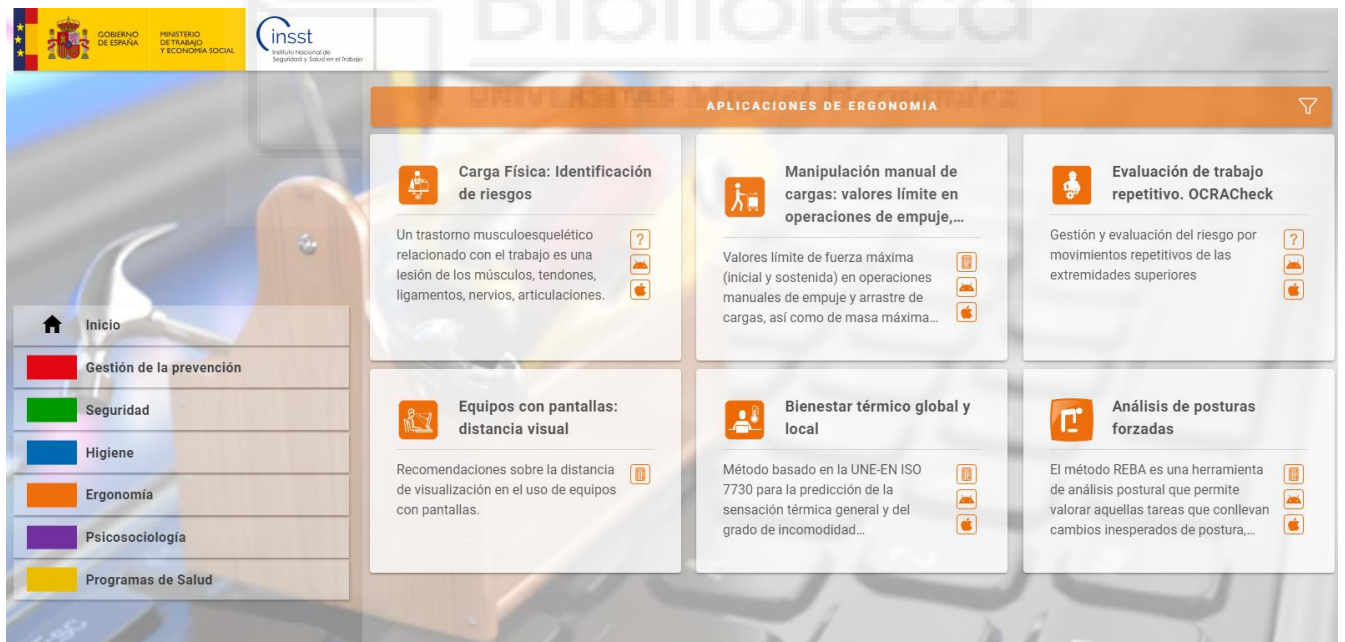 Biblioteca
UNIVERSITAS Miguel Hernández
GOBIERNO
DE ESPAÑA
MINISTERIO
DE TRABAJO
Y ECONOMÍA SOCIAL
insst
Instituto Nacional de
Seguridad y Salud en el Trabajo
APLICACIONES DE ERGONOMÍA
Inicio
Gestión de la prevención
Seguridad
Higiene
Ergonomía
Psicosociología
Programas de Salud
Carga Física: Identificación
de riesgos
Un trastorno musculoesquelético
relacionado con el trabajo es una
lesión de los músculos, tendones,
ligamentos, nervios, articulaciones.
?
Manipulación manual de
cargas: valores límite en
operaciones de empuje,...
Valores límite de fuerza máxima
(inicial y sostenida) en operaciones
manuales de empuje y arrastre de
cargas, así como de masa máxima...
Evaluación de trabajo
repetitivo. OCRACheck
Gestión y evaluación del riesgo por
movimientos repetitivos de las
extremidades superiores
?
Equipos con pantallas:
distancia visual
Recomendaciones sobre la distancia
de visualización en el uso de equipos
con pantallas.
Bienestar térmico global y
local
Método basado en la UNE-EN ISO
7730 para la predicción de la
sensación térmica general y del
grado de incomodidad...
Análisis de posturas
forzadas
El método REBA es una herramienta
de análisis postural que permite
valorar aquellas tareas que conllevan
cambios inesperados de postura,...
ESC